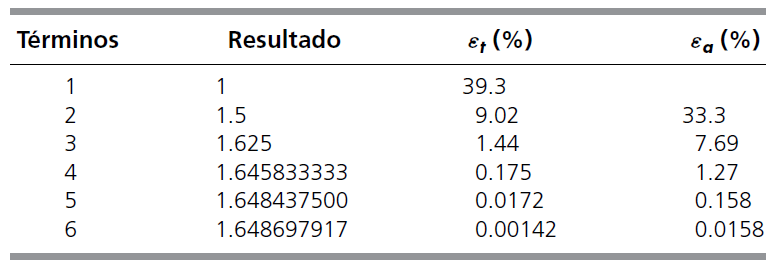 Términos Resultado εt (%) εa (%)
1 1 39.3
2 1.5 9.02 33.3
3 1.625 1.44 7.69
4 1.645833333 0.175 1.27
5 1.648437500 0.0172 0.158
6 1.648697917 0.00142 0.0158